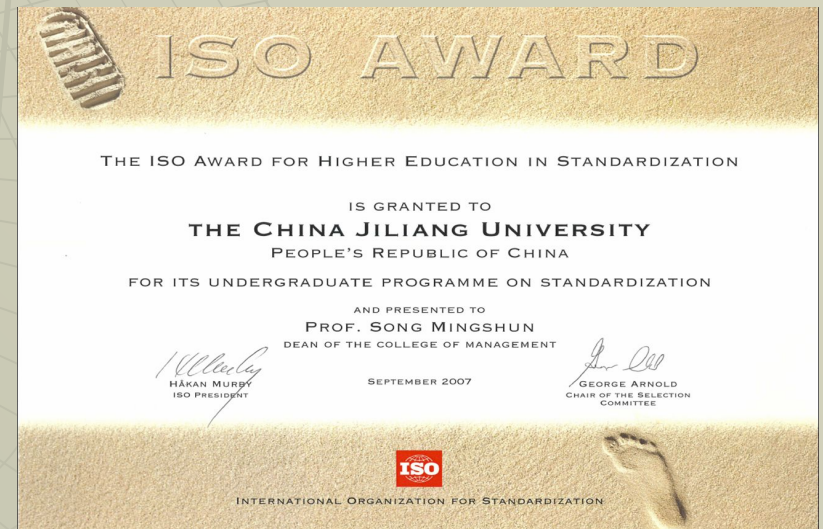 ISO AWARD
THE ISO AWARD FOR HIGHER EDUCATION IN STANDARDIZATION
IS GRANTED TO
THE CHINA JILIANG UNIVERSITY
PEOPLE'S REPUBLIC OF CHINA
FOR ITS UNDERGRADUATE PROGRAMME ON STANDARDIZATION
AND PRESENTED TO
PROF. SONG MINGSHUN
DEAN OF THE COLLEGE OF MANAGEMENT
HÅKAN MURBY
ISO PRESIDENT
SEPTEMBER 2007
GEORGE ARNOLD
CHAIR OF THE SELECTION
COMMITTEE
ISO
INTERNATIONAL ORGANIZATION FOR STANDARDIZATION